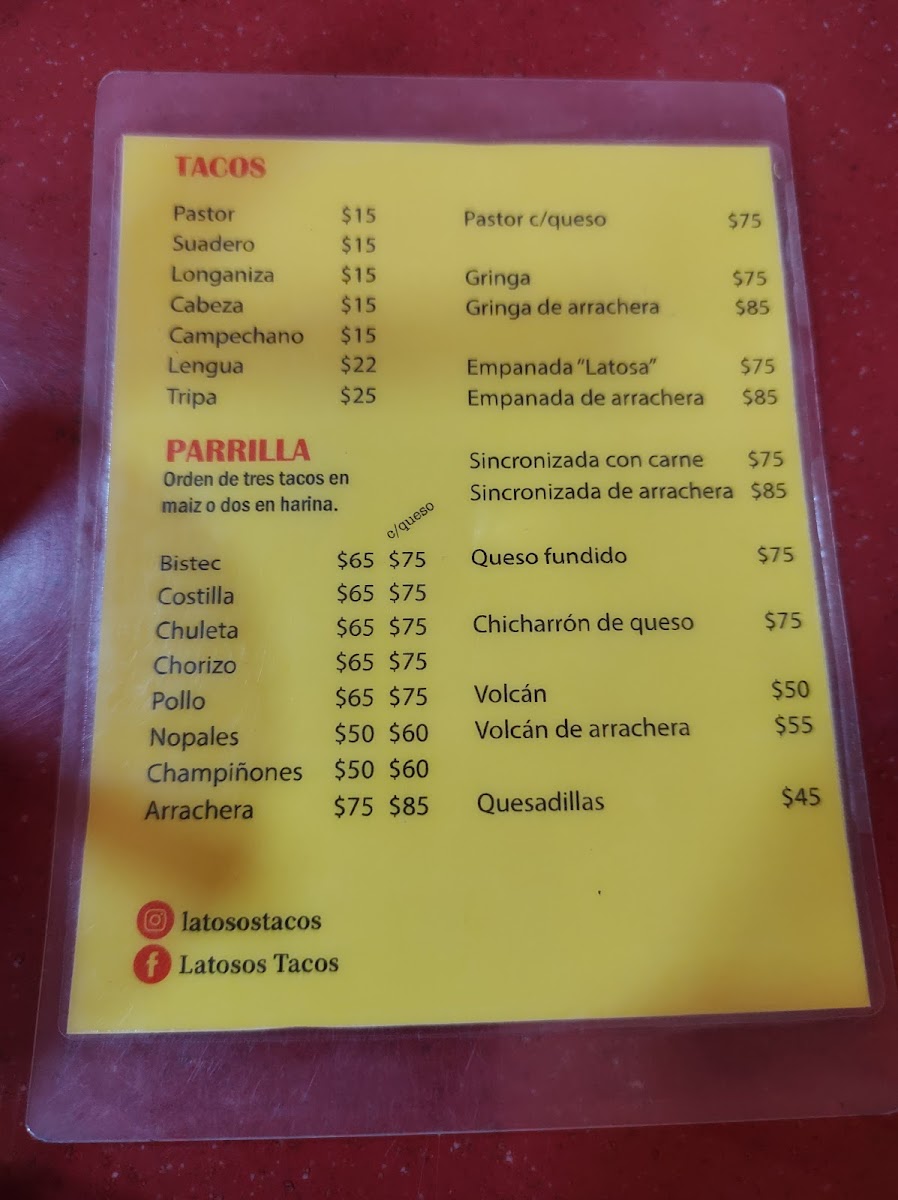 TACOS
Pastor $15
Suadero $15
Longaniza $15
Cabeza $15
Campechano $15
Lengua $22
Tripa $25
PARRILLA
Orden de tres tacos en
maiz o dos en harina.
c/queso
Bistec $65 $75
Costilla $65 $75
Chuleta $65 $75
Chorizo $65 $75
Pollo $65 $75
Nopales $50 $60
Champiñones $50 $60
Arrachera $75 $85
Pastor c/queso $75
Gringa $75
Gringa de arrachera $85
Empanada "Latosa" $75
Empanada de arrachera $85
Sincronizada con carne $75
Sincronizada de arrachera $85
Queso fundido $75
Chicharrón de queso $75
Volcán $50
Volcán de arrachera $55
Quesadillas $45
latosostacos
Latosos Tacos